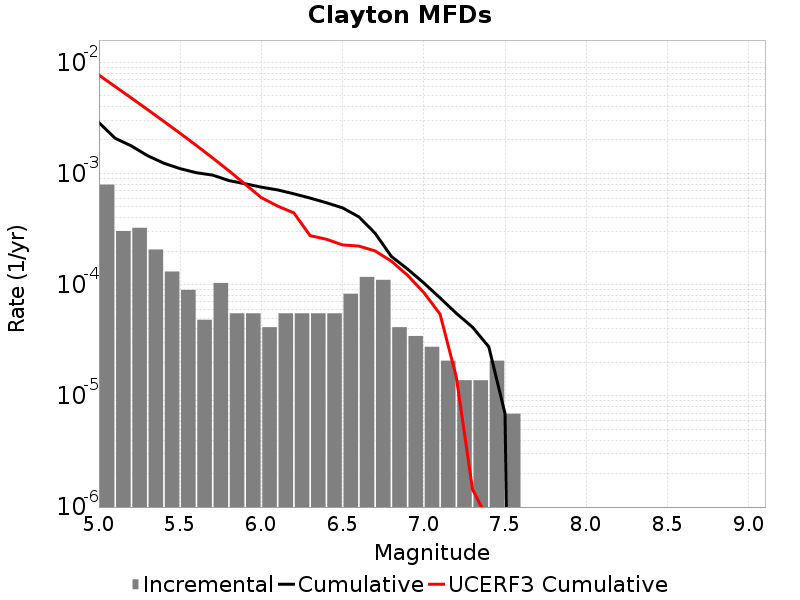 Clayton MFDs
Rate (1/yr)
10-2
10-3
10-4
10-5
10-6
5.0 5.5 6.0 6.5 7.0 7.5 8.0 8.5 9.0
Magnitude
Incremental Cumulative UCERF3 Cumulative